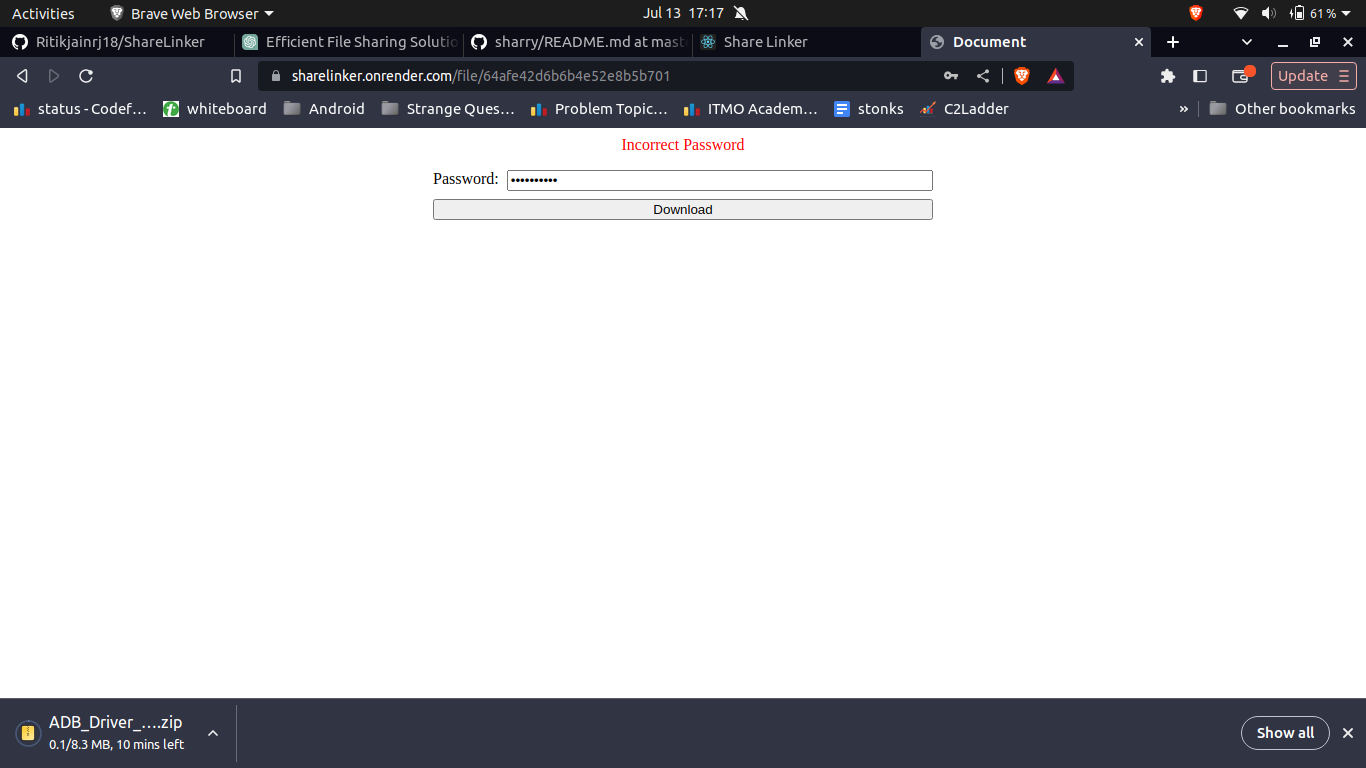 Activities Brave Web Browser Jul 13 17:17 61 %
Ritikjainrj18/ShareLinker Efficient File Sharing Solutio sharry/README.md at mast Share Linker Document
sharelinker.onrender.com/file/64afe42d6b6b4e52e8b5b701 Update
status - Codef… whiteboard Android Strange Ques… Problem Topic… ITMO Academ… stonks C2Ladder » Other bookmarks
Incorrect Password
Password: ••••••••••
Download
ADB_Driver_….zip
0.1/8.3 MB, 10 mins left
Show all